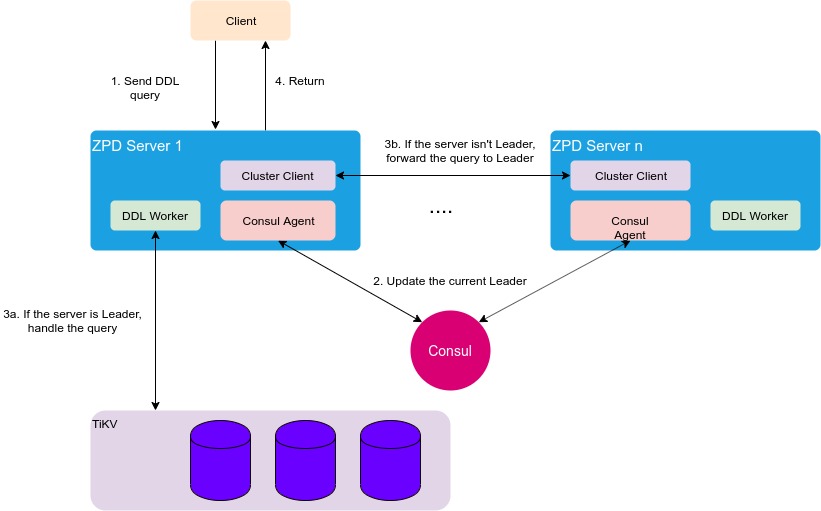 Client
1. Send DDL
query
4. Return
ZPD Server 1
3b. If the server isn't Leader,
forward the query to Leader
ZPD Server n
Cluster Client
Cluster Client
DDL Worker
Consul Agent
....
Consul
Agent
DDL Worker
2. Update the current Leader
3a. If the server is Leader,
handle the query
Consul
TiKV